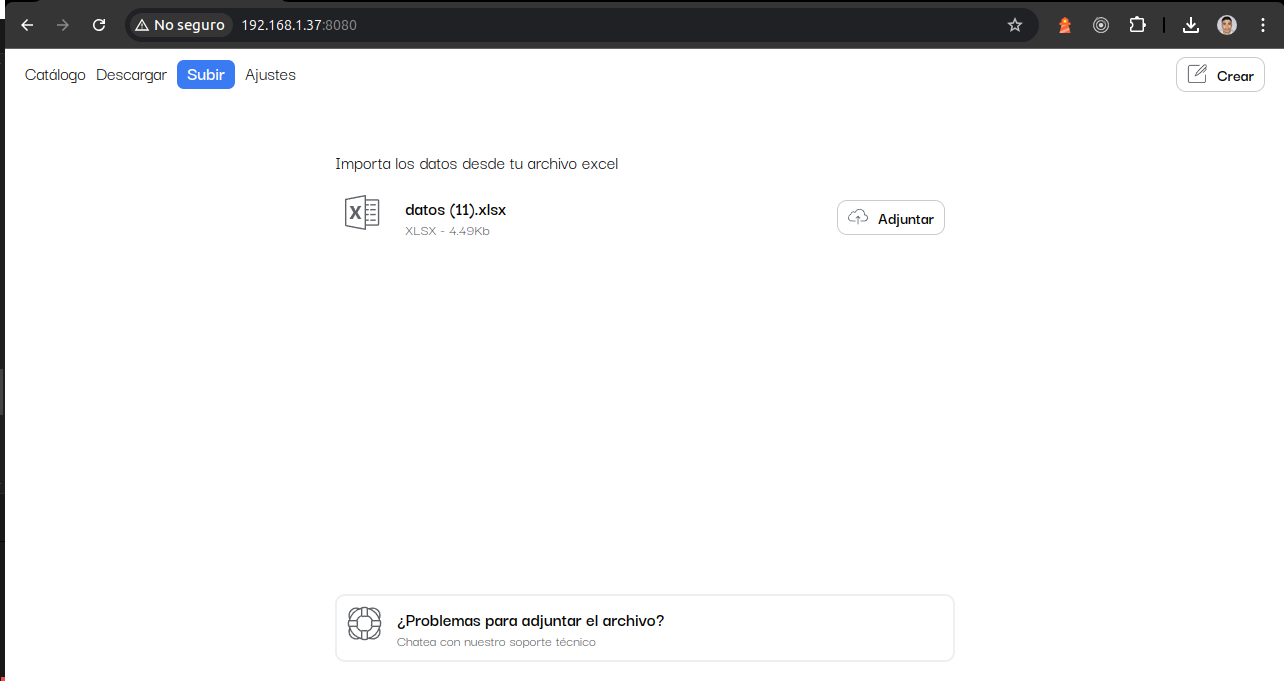 No seguro 192.168.1.37:8080
Catálogo Descargar Subir Ajustes Crear
Importa los datos desde tu archivo excel
X datos (11).xlsx
XLSX - 4.49Kb
Adjuntar
¿Problemas para adjuntar el archivo?
Chatea con nuestro soporte técnico